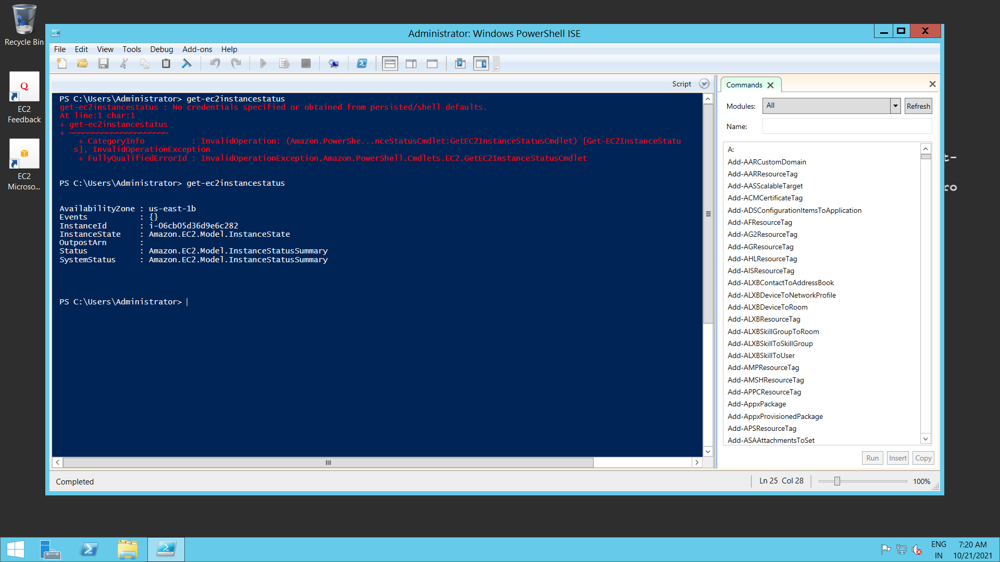 Recycle Bin
Q
EC2
Feedback
EC2
Microso...
Administrator: Windows PowerShell ISE
File Edit View Tools Debug Add-ons Help
Script
PS C:\Users\Administrator> get-ec2instancestatus
get-ec2instancestatus : No credentials specified or obtained from persisted/shell defaults.
At line:1 char:1
+ get-ec2instancestatus
+ ~~~~~~~~~~~~~~~~~~~~~
+ CategoryInfo : InvalidOperation: (Amazon.PowerShe...nceStatusCmdlet:GetEC2InstanceStatusCmdlet) [Get-EC2InstanceStatu
s], InvalidOperationException
+ FullyQualifiedErrorId : InvalidOperationException,Amazon.PowerShell.Cmdlets.EC2.GetEC2InstanceStatusCmdlet
PS C:\Users\Administrator> get-ec2instancestatus
AvailabilityZone : us-east-1b
Events : {}
InstanceId : i-06cb05d36d9e6c282
InstanceState : Amazon.EC2.Model.InstanceState
OutpostArn :
Status : Amazon.EC2.Model.InstanceStatusSummary
SystemStatus : Amazon.EC2.Model.InstanceStatusSummary
PS C:\Users\Administrator>
Commands
Modules: All Refresh
Name:
A:
Add-AARCustomDomain
Add-AARResourceTag
Add-AASScalableTarget
Add-ACMCertificateTag
Add-ADSConfigurationItemsToApplication
Add-AFResourceTag
Add-AG2ResourceTag
Add-AGResourceTag
Add-AHLResourceTag
Add-AISResourceTag
Add-ALXBContactToAddressBook
Add-ALXBDeviceToNetworkProfile
Add-ALXBDeviceToRoom
Add-ALXBResourceTag
Add-ALXBSkillGroupToRoom
Add-ALXBSkillToSkillGroup
Add-ALXBSkillToUser
Add-AMPResourceTag
Add-AMSHResourceTag
Add-APPCResourceTag
Add-AppxPackage
Add-AppxProvisionedPackage
Add-APSResourceTag
Add-ASAAttachmentsToSet
Run Insert Copy
t-
ro
Completed
Ln 25 Col 28
100%
ENG
IN
7:20 AM
10/21/2021